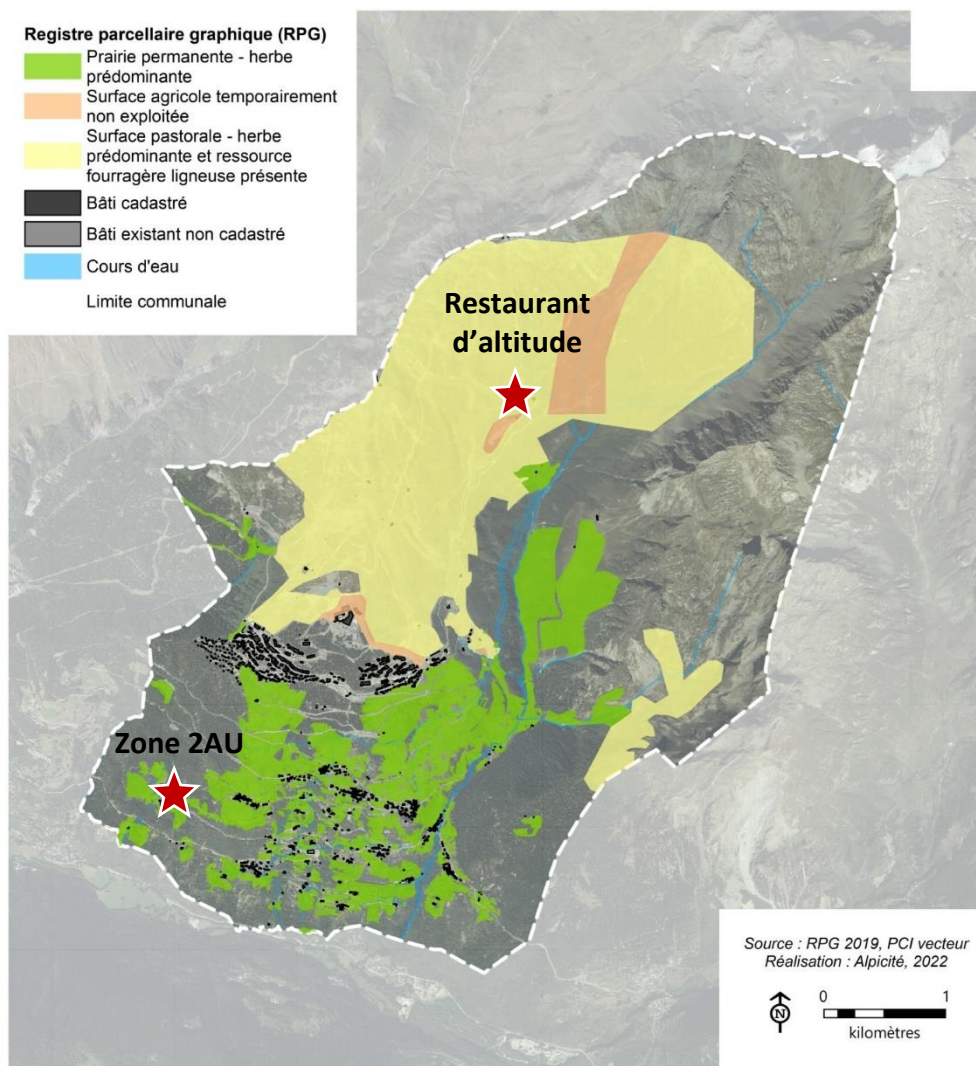 Registre parcellaire graphique (RPG)
Prairie permanente - herbe
prédominante
Surface agricole temporairement
non exploitée
Surface pastorale - herbe
prédominante et ressource
fourragère ligneuse présente
Bâti cadastré
Bâti existant non cadastré
Cours d'eau
Limite communale
Restaurant
d’altitude
Zone 2AU
Source : RPG 2019, PCI vecteur
Réalisation : Alpicité, 2022
N
0 1
kilomètres